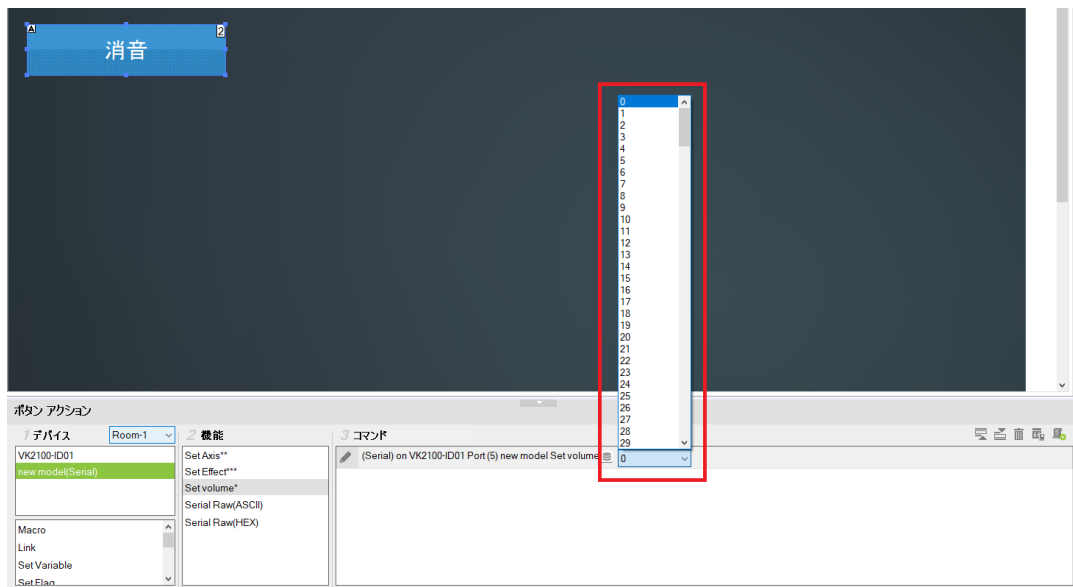 2
消音
0
1
2
3
4
5
6
7
8
9
10
11
12
13
14
15
16
17
18
19
20
21
22
23
24
25
26
27
28
29
ボタン アクション
1 デバイス
Room-1
2 機能
3 コマンド
VK2100-ID01
new model(Serial)
Set Axis**
Set Effect***
Set volume*
Serial Raw(ASCII)
Serial Raw(HEX)
(Serial) on VK2100-ID01 Port (5) new model Set volume
0
Macro
Link
Set Variable
Set Flag